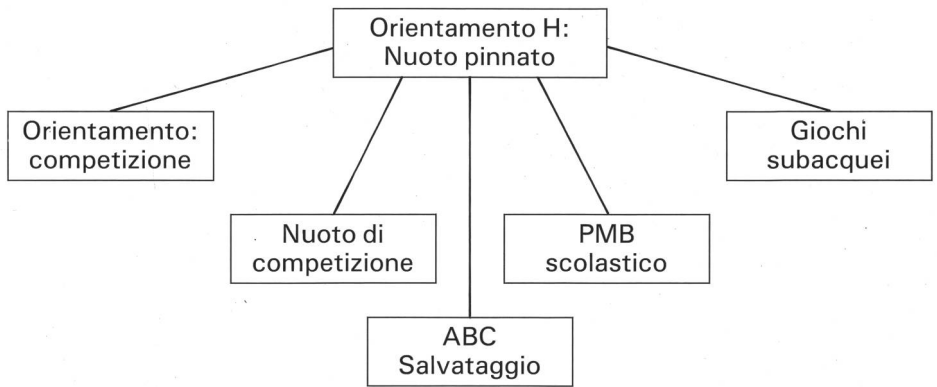 Orientamento H:
Nuoto pinnato
Orientamento:
competizione
Giochi
subacquei
Nuoto di
competizione
PMB
scolastico
ABC
Salvataggio